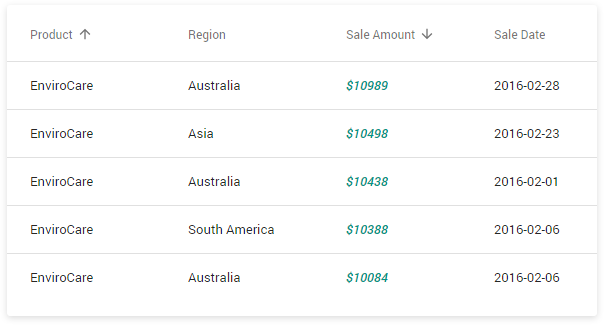 Product Region Sale Amount Sale Date
EnviroCare Australia $10989 2016-02-28
EnviroCare Asia $10498 2016-02-23
EnviroCare Australia $10438 2016-02-01
EnviroCare South America $10388 2016-02-06
EnviroCare Australia $10084 2016-02-06